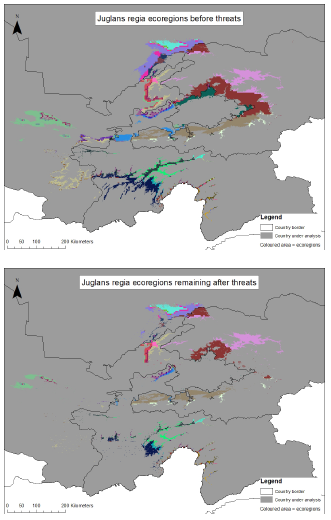 Juglans regia ecoregions before threats
N
Legend
Country border
Country under analysis
Coloured area = ecoregions
0 50 100 200 Kilometers
Juglans regia ecoregions remaining after threats
N
Legend
Country border
Country under analysis
Coloured area = ecoregions
0 50 100 200 Kilometers